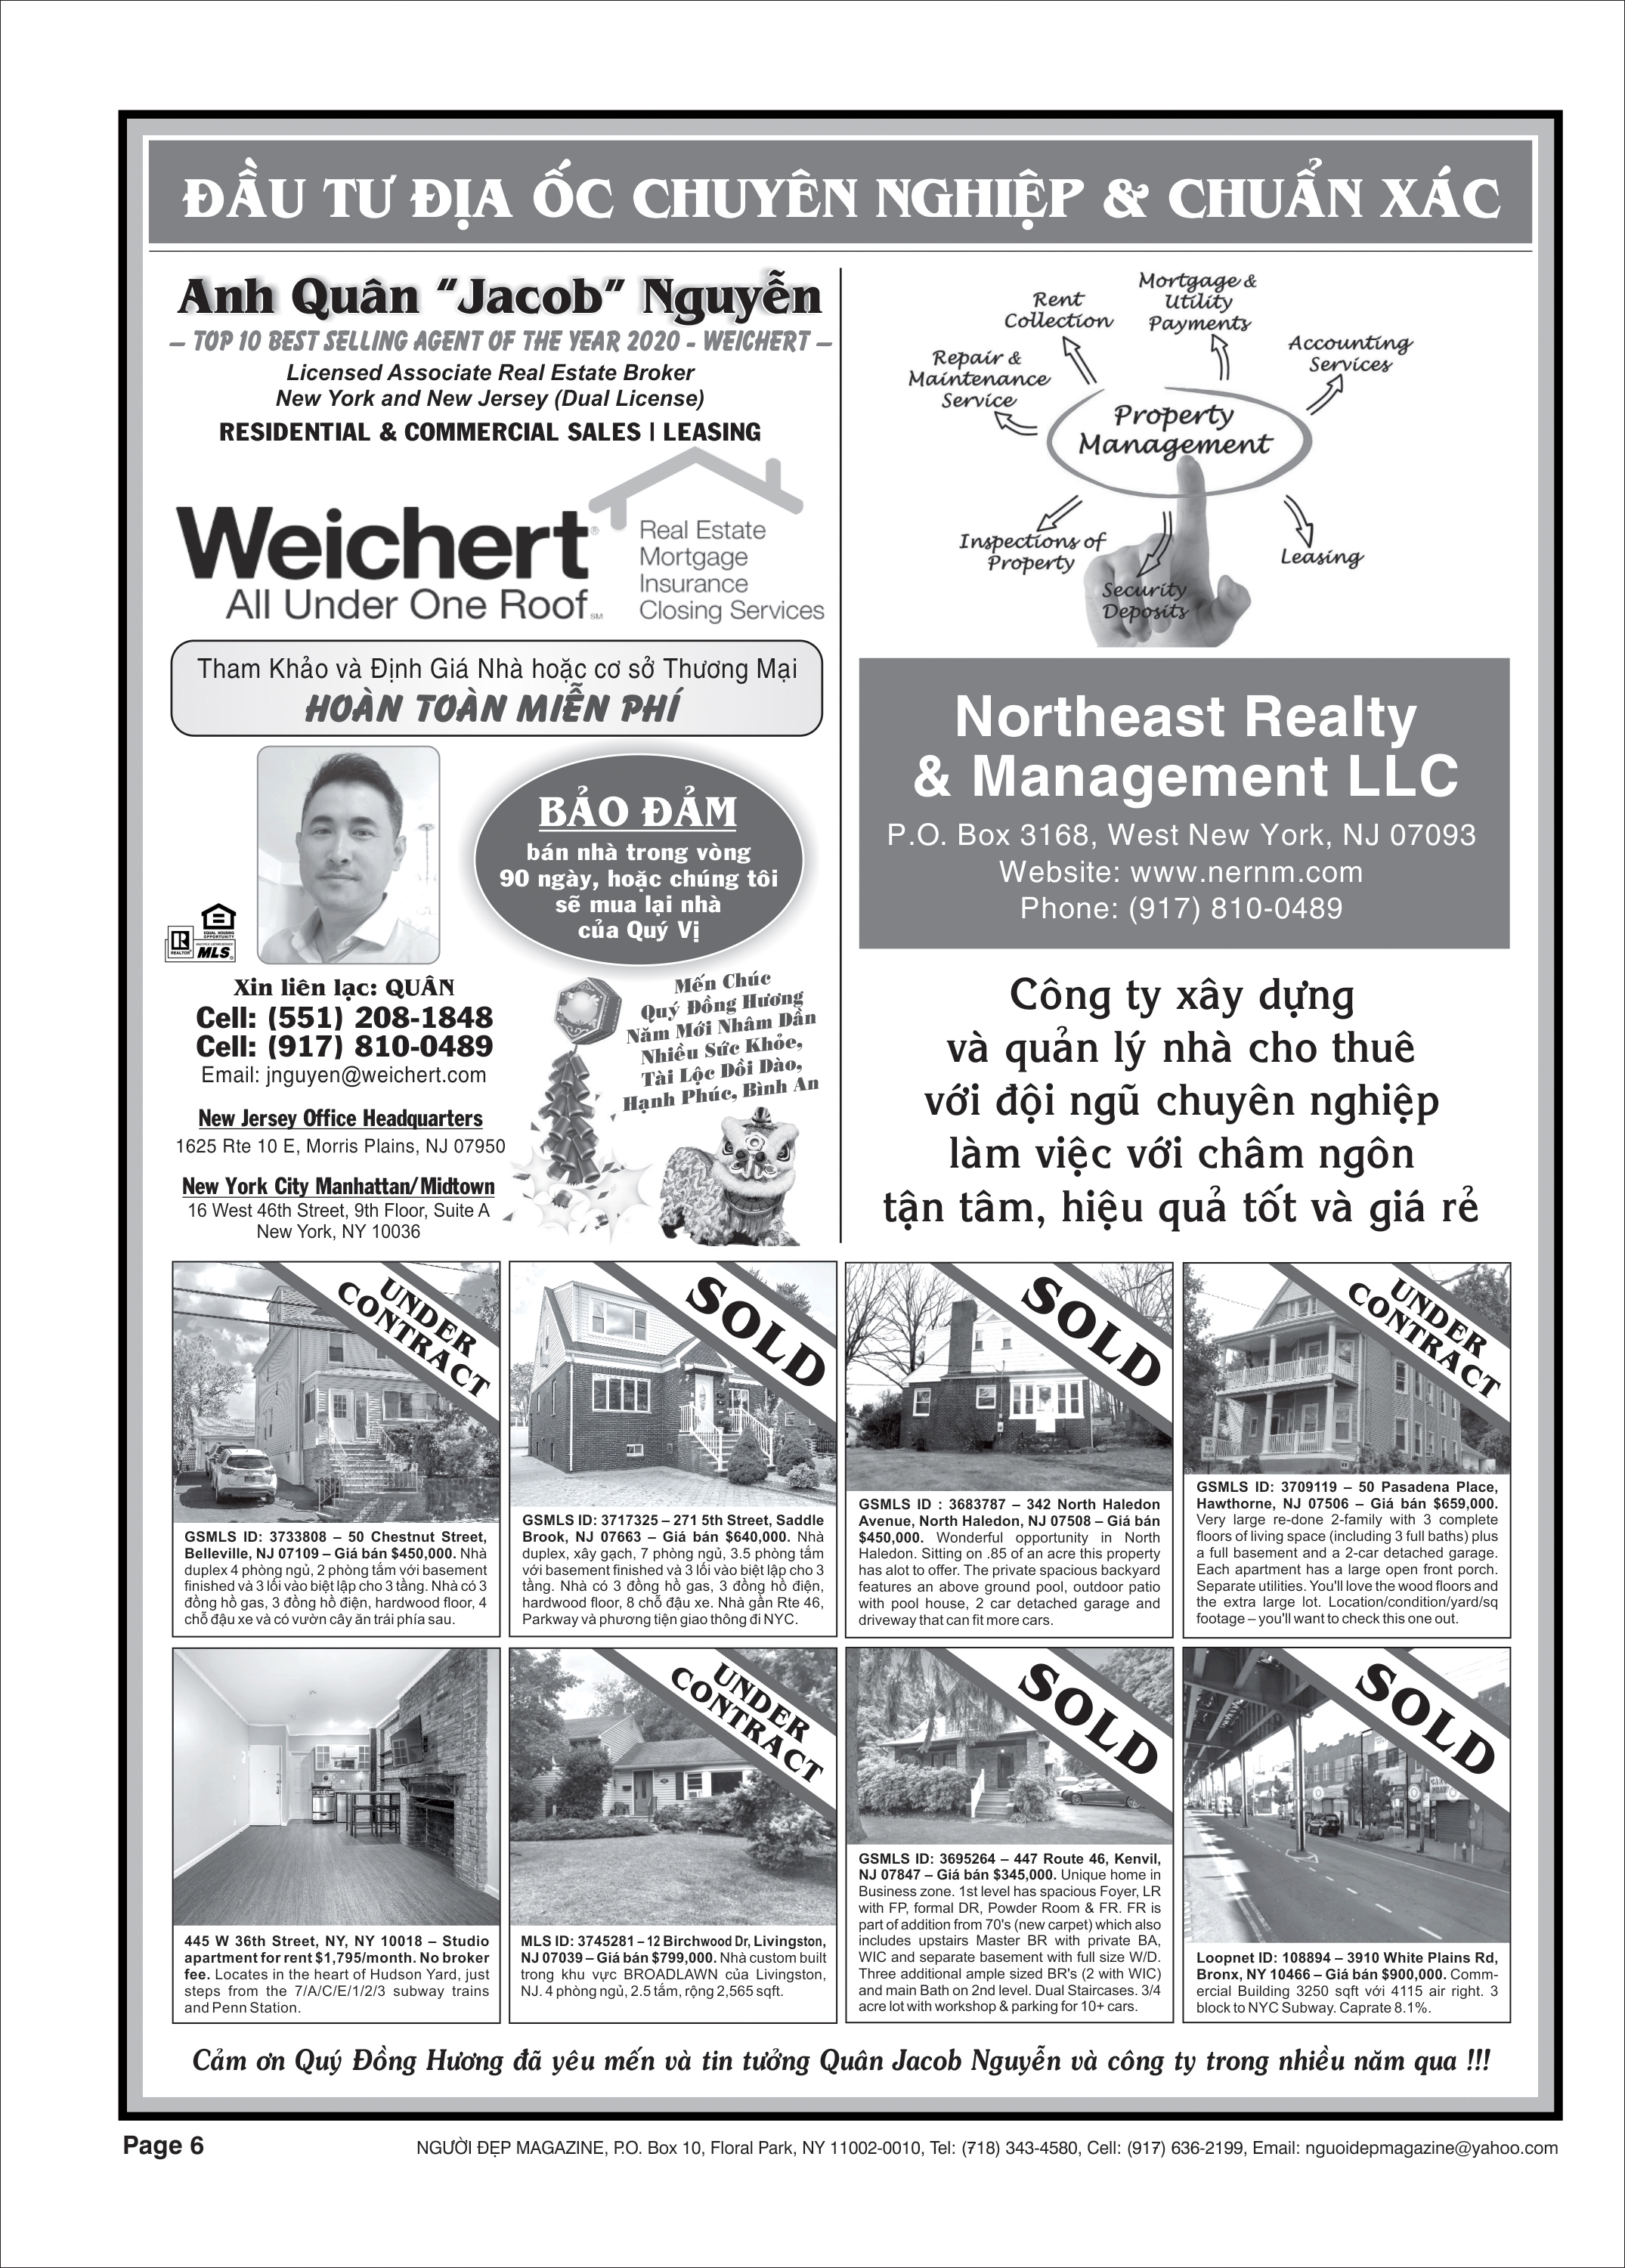 ĐẦU TƯ ĐỊA ỐC CHUYÊN NGHIỆP & CHUẨN XÁC
Anh Quân "Jacob" Nguyễn
– TOP 10 BEST SELLING AGENT OF THE YEAR 2020 - WEICHERT –
Licensed Associate Real Estate Broker
New York and New Jersey (Dual License)
RESIDENTIAL & COMMERCIAL SALES | LEASING
Weichert®
All Under One Roof℠
Real Estate
Mortgage
Insurance
Closing Services
Tham Khảo và Định Giá Nhà hoặc cơ sở Thương Mại
HOÀN TOÀN MIỄN PHÍ
BẢO ĐẢM
bán nhà trong vòng
90 ngày, hoặc chúng tôi
sẽ mua lại nhà
của Quý Vị
EQUAL HOUSING
OPPORTUNITY
R
REALTOR
MULTIPLE LISTING SERVICE
MLS
Xin liên lạc: QUÂN
Cell: (551) 208-1848
Cell: (917) 810-0489
Email: jnguyen@weichert.com
New Jersey Office Headquarters
1625 Rte 10 E, Morris Plains, NJ 07950
New York City Manhattan/Midtown
16 West 46th Street, 9th Floor, Suite A
New York, NY 10036
Mến Chúc
Quý Đồng Hương
Năm Mới Nhâm Dần
Nhiều Sức Khỏe,
Tài Lộc Dồi Dào,
Hạnh Phúc, Bình An
Mortgage &
Utility
Payments
Rent
Collection
Accounting
Services
Repair &
Maintenance
Service
Property
Management
Inspections of
Property
Security
Deposits
Leasing
Northeast Realty
& Management LLC
P.O. Box 3168, West New York, NJ 07093
Website: www.nernm.com
Phone: (917) 810-0489
Công ty xây dựng
và quản lý nhà cho thuê
với đội ngũ chuyên nghiệp
làm việc với châm ngôn
tận tâm, hiệu quả tốt và giá rẻ
UNDER
CONTRACT
GSMLS ID: 3733808 – 50 Chestnut Street,
Belleville, NJ 07109 – Giá bán $450,000. Nhà
duplex 4 phòng ngủ, 2 phòng tắm với basement
finished và 3 lối vào biệt lập cho 3 tầng. Nhà có 3
đồng hồ gas, 3 đồng hồ điện, hardwood floor, 4
chỗ đậu xe và có vườn cây ăn trái phía sau.
SOLD
GSMLS ID: 3717325 – 271 5th Street, Saddle
Brook, NJ 07663 – Giá bán $640,000. Nhà
duplex, xây gạch, 7 phòng ngủ, 3.5 phòng tắm
với basement finished và 3 lối vào biệt lập cho 3
tầng. Nhà có 3 đồng hồ gas, 3 đồng hồ điện,
hardwood floor, 8 chỗ đậu xe. Nhà gần Rte 46,
Parkway và phương tiện giao thông đi NYC.
SOLD
GSMLS ID : 3683787 – 342 North Haledon
Avenue, North Haledon, NJ 07508 – Giá bán
$450,000. Wonderful opportunity in North
Haledon. Sitting on .85 of an acre this property
has alot to offer. The private spacious backyard
features an above ground pool, outdoor patio
with pool house, 2 car detached garage and
driveway that can fit more cars.
UNDER
CONTRACT
GSMLS ID: 3709119 – 50 Pasadena Place,
Hawthorne, NJ 07506 – Giá bán $659,000.
Very large re-done 2-family with 3 complete
floors of living space (including 3 full baths) plus
a full basement and a 2-car detached garage.
Each apartment has a large open front porch.
Separate utilities. You'll love the wood floors and
the extra large lot. Location/condition/yard/sq
footage – you'll want to check this one out.
445 W 36th Street, NY, NY 10018 – Studio
apartment for rent $1,795/month. No broker
fee. Locates in the heart of Hudson Yard, just
steps from the 7/A/C/E/1/2/3 subway trains
and Penn Station.
UNDER
CONTRACT
MLS ID: 3745281 – 12 Birchwood Dr, Livingston,
NJ 07039 – Giá bán $799,000. Nhà custom built
trong khu vực BROADLAWN của Livingston,
NJ. 4 phòng ngủ, 2.5 tắm, rộng 2,565 sqft.
SOLD
GSMLS ID: 3695264 – 447 Route 46, Kenvil,
NJ 07847 – Giá bán $345,000. Unique home in
Business zone. 1st level has spacious Foyer, LR
with FP, formal DR, Powder Room & FR. FR is
part of addition from 70's (new carpet) which also
includes upstairs Master BR with private BA,
WIC and separate basement with full size W/D.
Three additional ample sized BR's (2 with WIC)
and main Bath on 2nd level. Dual Staircases. 3/4
acre lot with workshop & parking for 10+ cars.
SOLD
Loopnet ID: 108894 – 3910 White Plains Rd,
Bronx, NY 10466 – Giá bán $900,000. Comm-
ercial Building 3250 sqft với 4115 air right. 3
block to NYC Subway. Caprate 8.1%.
Cảm ơn Quý Đồng Hương đã yêu mến và tin tưởng Quân Jacob Nguyễn và công ty trong nhiều năm qua !!!
Page 6
NGƯỜI ĐẸP MAGAZINE, P.O. Box 10, Floral Park, NY 11002-0010, Tel: (718) 343-4580, Cell: (917) 636-2199, Email: nguoidepmagazine@yahoo.com